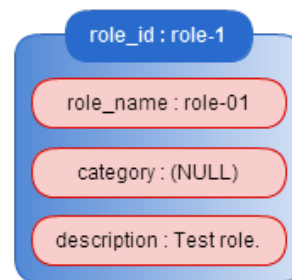 role_id : role-1
role_name : role-01
category : (NULL)
description : Test role.